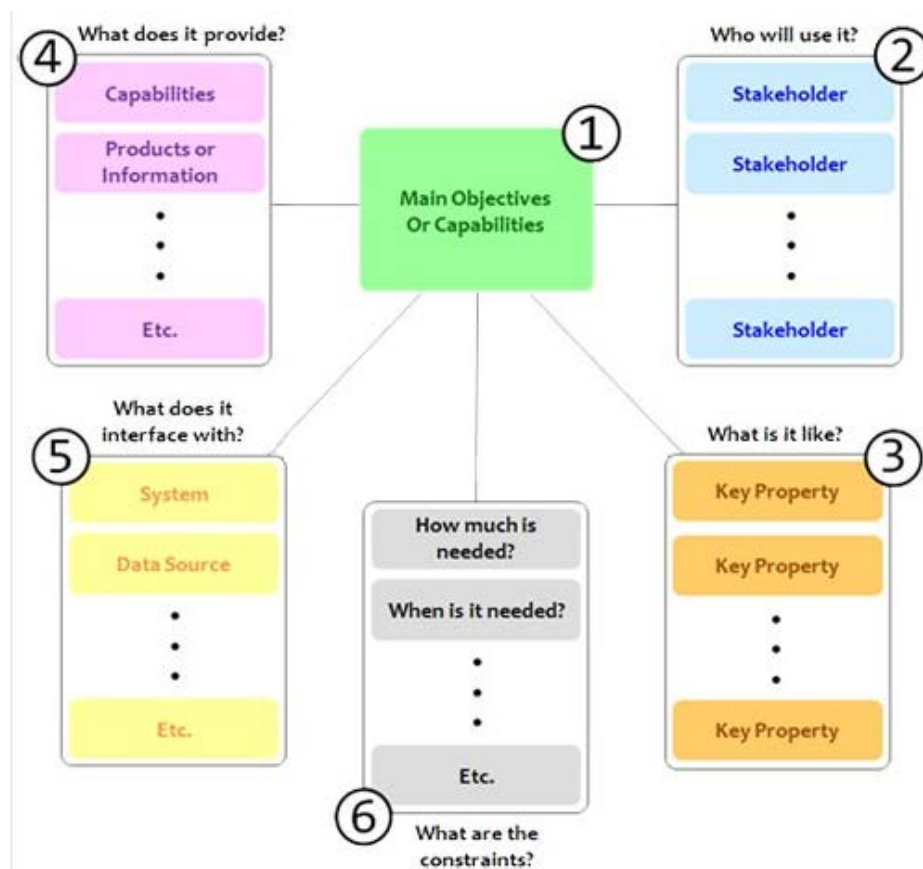 What does it provide?
4
Capabilities
Products or
Information
Etc.
1
Main Objectives
Or Capabilities
Who will use it?
2
Stakeholder
Stakeholder
Stakeholder
What does it
interface with?
5
System
Data Source
Etc.
How much is
needed?
When is it needed?
Etc.
6
What are the
constraints?
What is it like?
3
Key Property
Key Property
Key Property